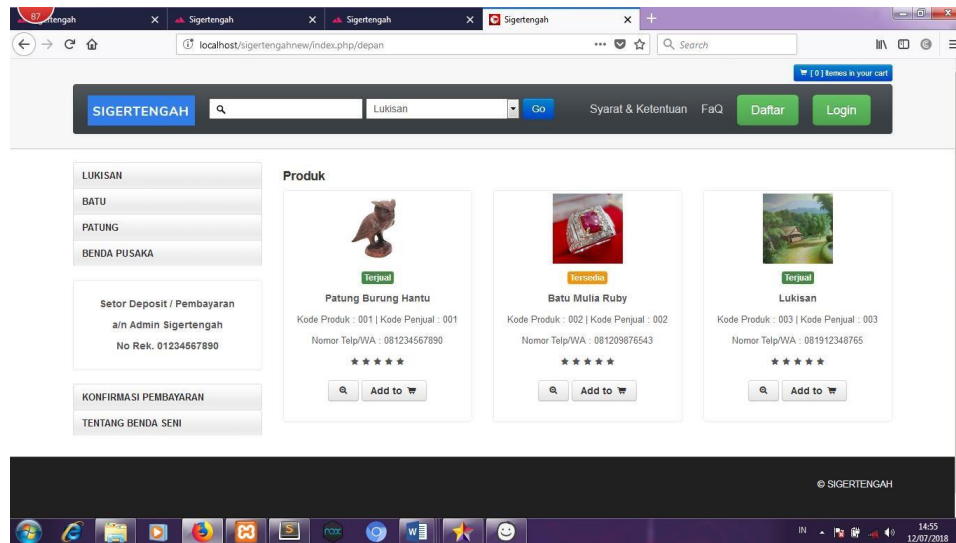 87
tengah
Sigertengah
Sigertengah
Sigertengah
localhost/sigertengahnew/index.php/depan
Search
[ 0 ] Itemes in your cart
SIGERTENGAH
Lukisan
Go
Syarat & Ketentuan
FaQ
Daftar
Login
LUKISAN
BATU
PATUNG
BENDA PUSAKA
Setor Deposit / Pembayaran
a/n Admin Sigertengah
No Rek. 01234567890
KONFIRMASI PEMBAYARAN
TENTANG BENDA SENI
Produk
Terjual
Patung Burung Hantu
Kode Produk : 001 | Kode Penjual : 001
Nomor Telp/WA : 081234567890
Add to
Tersedia
Batu Mulia Ruby
Kode Produk : 002 | Kode Penjual : 002
Nomor Telp/WA : 081209876543
Add to
Terjual
Lukisan
Kode Produk : 003 | Kode Penjual : 003
Nomor Telp/WA : 081912348765
Add to
© SIGERTENGAH
nox
W
S
IN
14:55
12/07/2018